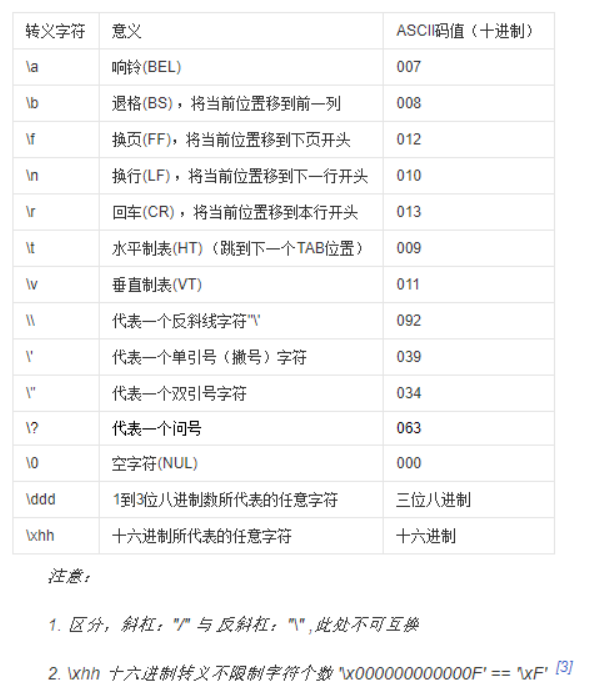 转义字符 意义 ASCII码值（十进制）
\a 响铃(BEL) 007
\b 退格(BS) ，将当前位置移到前一列 008
\f 换页(FF)，将当前位置移到下页开头 012
\n 换行(LF) ，将当前位置移到下一行开头 010
\r 回车(CR) ，将当前位置移到本行开头 013
\t 水平制表(HT) （跳到下一个TAB位置） 009
\v 垂直制表(VT) 011
\\ 代表一个反斜线字符''\' 092
\' 代表一个单引号（撇号）字符 039
\" 代表一个双引号字符 034
\? 代表一个问号 063
\0 空字符(NUL) 000
\ddd 1到3位八进制数所代表的任意字符 三位八进制
\xhh 十六进制所代表的任意字符 十六进制
注意：
1. 区分，斜杠："/" 与 反斜杠："\" ,此处不可互换
2. \xhh 十六进制转义不限制字符个数 '\x000000000000F' == '\xF' [3]